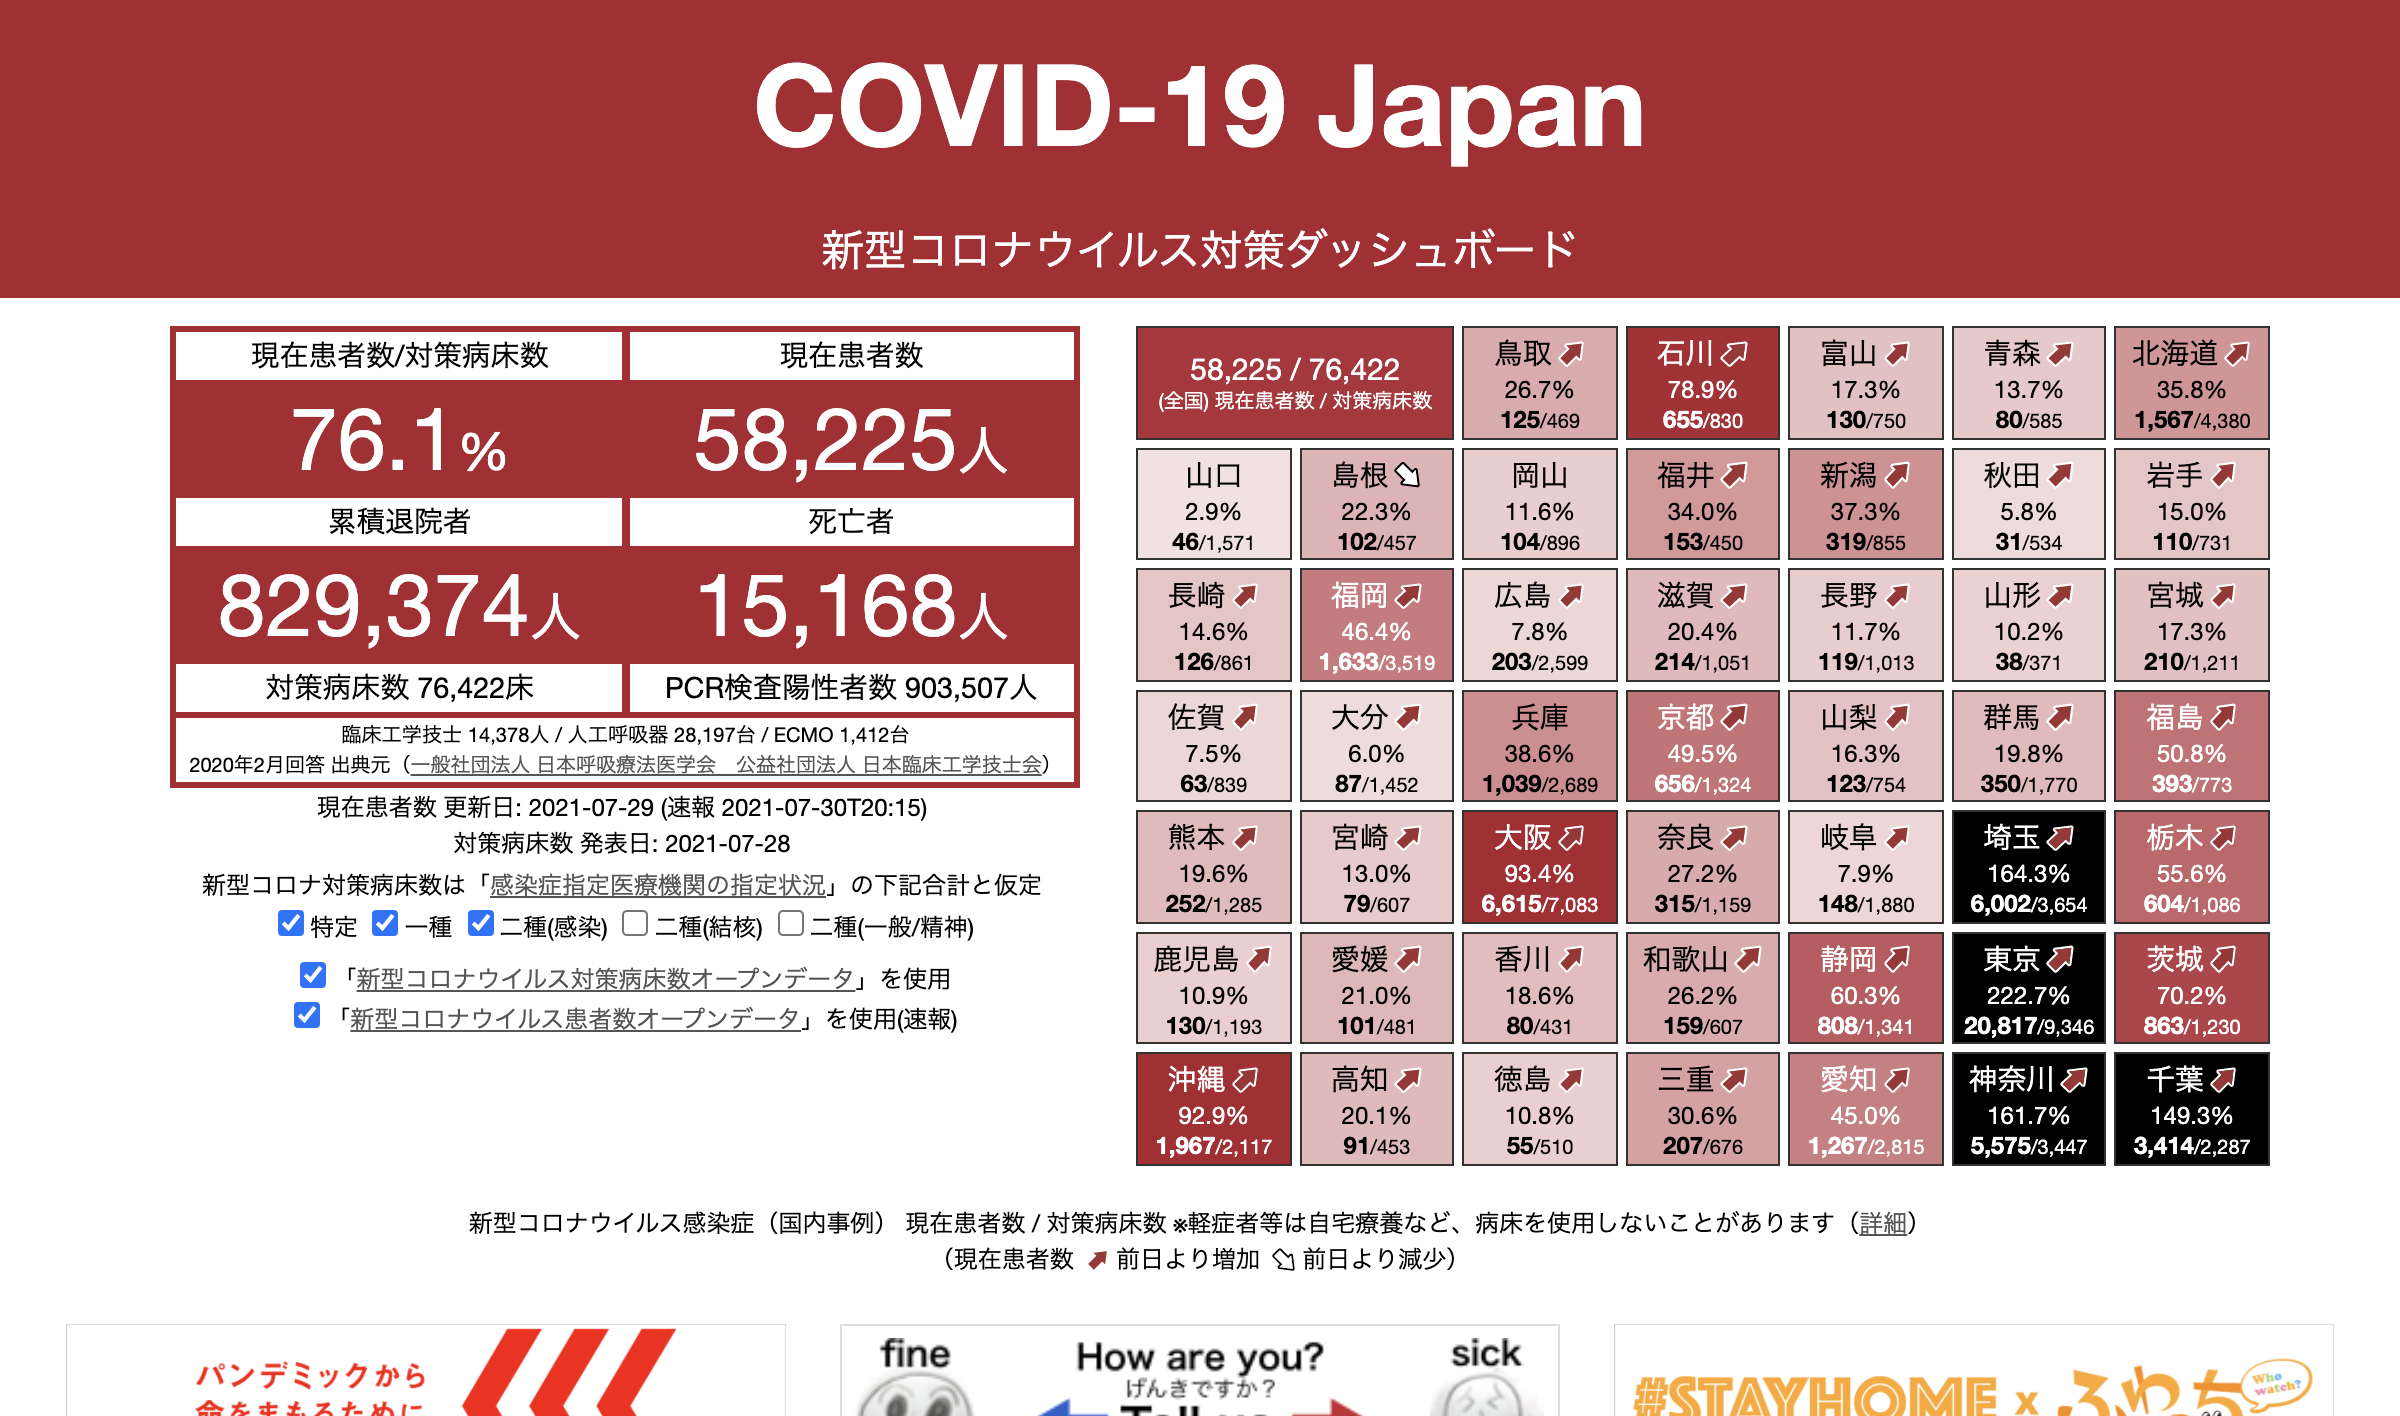 COVID-19 Japan
新型コロナウイルス対策ダッシュボード
現在患者数/対策病床数
現在患者数
76.1%
58,225人
累積退院者
死亡者
829,374人
15,168人
対策病床数 76,422床
PCR検査陽性者数 903,507人
臨床工学技士 14,378人 / 人工呼吸器 28,197台 / ECMO 1,412台
2020年2月回答 出典元（一般社団法人 日本呼吸療法医学会　公益社団法人 日本臨床工学技士会）
現在患者数 更新日: 2021-07-29 (速報 2021-07-30T20:15)
対策病床数 発表日: 2021-07-28
新型コロナ対策病床数は「感染症指定医療機関の指定状況」の下記合計と仮定
特定 一種 二種(感染) 二種(結核) 二種(一般/精神)
「新型コロナウイルス対策病床数オープンデータ」を使用
「新型コロナウイルス患者数オープンデータ」を使用(速報)
58,225 / 76,422
(全国) 現在患者数 / 対策病床数
鳥取
26.7%
125/469
石川
78.9%
655/830
富山
17.3%
130/750
青森
13.7%
80/585
北海道
35.8%
1,567/4,380
山口
2.9%
46/1,571
島根
22.3%
102/457
岡山
11.6%
104/896
福井
34.0%
153/450
新潟
37.3%
319/855
秋田
5.8%
31/534
岩手
15.0%
110/731
長崎
14.6%
126/861
福岡
46.4%
1,633/3,519
広島
7.8%
203/2,599
滋賀
20.4%
214/1,051
長野
11.7%
119/1,013
山形
10.2%
38/371
宮城
17.3%
210/1,211
佐賀
7.5%
63/839
大分
6.0%
87/1,452
兵庫
38.6%
1,039/2,689
京都
49.5%
656/1,324
山梨
16.3%
123/754
群馬
19.8%
350/1,770
福島
50.8%
393/773
熊本
19.6%
252/1,285
宮崎
13.0%
79/607
大阪
93.4%
6,615/7,083
奈良
27.2%
315/1,159
岐阜
7.9%
148/1,880
埼玉
164.3%
6,002/3,654
栃木
55.6%
604/1,086
鹿児島
10.9%
130/1,193
愛媛
21.0%
101/481
香川
18.6%
80/431
和歌山
26.2%
159/607
静岡
60.3%
808/1,341
東京
222.7%
20,817/9,346
茨城
70.2%
863/1,230
沖縄
92.9%
1,967/2,117
高知
20.1%
91/453
徳島
10.8%
55/510
三重
30.6%
207/676
愛知
45.0%
1,267/2,815
神奈川
161.7%
5,575/3,447
千葉
149.3%
3,414/2,287
新型コロナウイルス感染症（国内事例） 現在患者数 / 対策病床数 ※軽症者等は自宅療養など、病床を使用しないことがあります（詳細）
（現在患者数 前日より増加 前日より減少）
パンデミックから
命をまもるために
fine
How are you?
sick
げんきですか？
Tell us
#STAYHOME x ふわっち
Who watch?